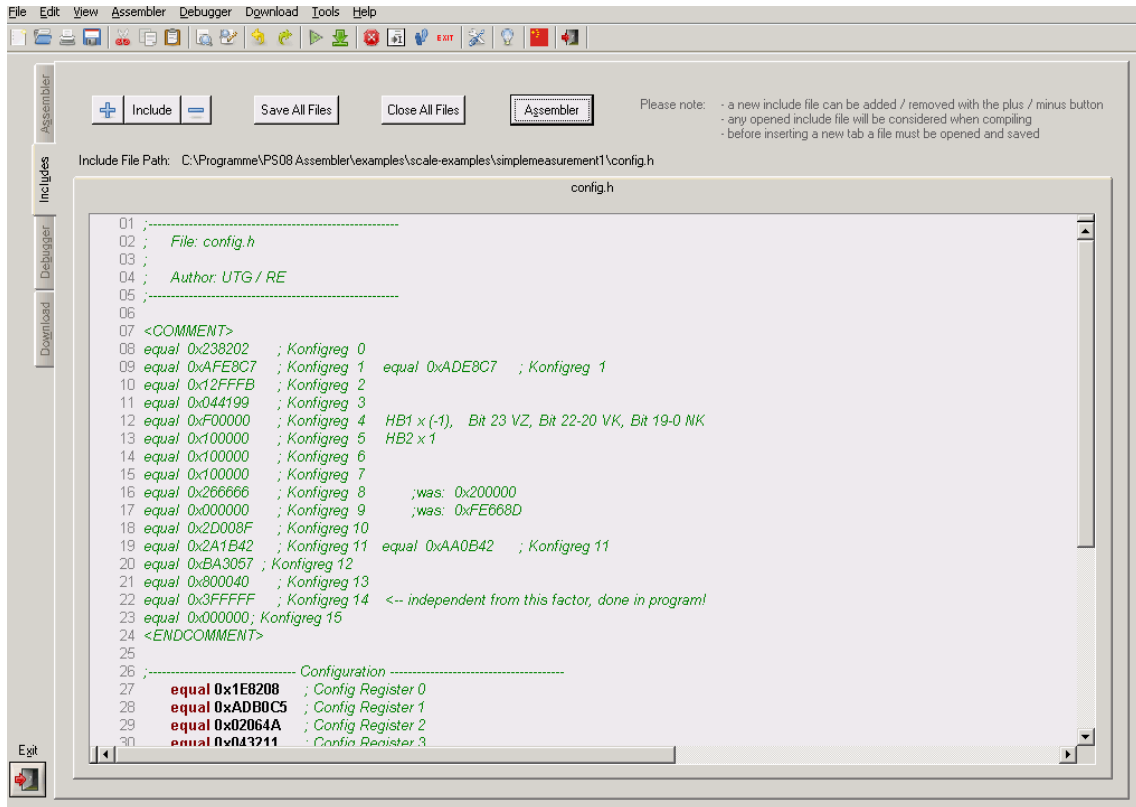 File Edit View Assembler Debugger Download Tools Help
EXIT
Assembler
Includes
Debugger
Download
Include
Save All Files
Close All Files
Assembler
Please note: - a new include file can be added / removed with the plus / minus button
- any opened include file will be considered when compiling
- before inserting a new tab a file must be opened and saved
Include File Path: C:\Programme\PS08 Assembler\examples\scale-examples\simplemeasurement1\config.h
config.h
01 ;--------------------------------------------------------
02 ; File: config.h
03 ;
04 ; Author: UTG / RE
05 ;--------------------------------------------------------
06
07 <COMMENT>
08 equal 0x238202 ; Konfigreg 0
09 equal 0xAFE8C7 ; Konfigreg 1 equal 0xADE8C7 ; Konfigreg 1
10 equal 0x12FFFB ; Konfigreg 2
11 equal 0x044199 ; Konfigreg 3
12 equal 0xF00000 ; Konfigreg 4 HB1 x (-1), Bit 23 VZ, Bit 22-20 VK, Bit 19-0 NK
13 equal 0x100000 ; Konfigreg 5 HB2 x 1
14 equal 0x100000 ; Konfigreg 6
15 equal 0x100000 ; Konfigreg 7
16 equal 0x266666 ; Konfigreg 8 ;was: 0x200000
17 equal 0x000000 ; Konfigreg 9 ;was: 0xFE668D
18 equal 0x2D008F ; Konfigreg 10
19 equal 0x2A1B42 ; Konfigreg 11 equal 0xAA0B42 ; Konfigreg 11
20 equal 0xBA3057 ; Konfigreg 12
21 equal 0x800040 ; Konfigreg 13
22 equal 0x3FFFFF ; Konfigreg 14 <-- independent from this factor, done in program!
23 equal 0x000000; Konfigreg 15
24 <ENDCOMMENT>
25
26 ;--------------------------------- Configuration ---------------------------------------
27 equal 0x1E8208 ; Config Register 0
28 equal 0xADB0C5 ; Config Register 1
29 equal 0x02064A ; Config Register 2
30 equal 0x043211 ; Config Register 3
Exit